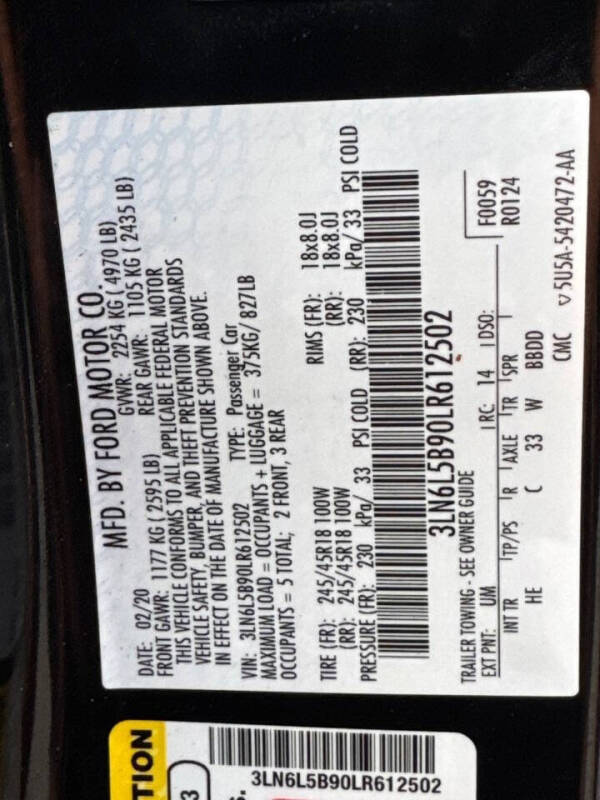 MFD. BY FORD MOTOR CO.
DATE: 02/20 GVWR: 2254 KG ( 4970 LB)
FRONT GAWR: 1177 KG ( 2595 LB) REAR GAWR: 1105 KG ( 2435 LB)
THIS VEHICLE CONFORMS TO ALL APPLICABLE FEDERAL MOTOR
VEHICLE SAFETY, BUMPER, AND THEFT PREVENTION STANDARDS
IN EFFECT ON THE DATE OF MANUFACTURE SHOWN ABOVE.
VIN: 3LN6L5B90LR612502 TYPE: Passenger Car
MAXIMUM LOAD = OCCUPANTS + LUGGAGE = 375KG/ 827LB
OCCUPANTS = 5 TOTAL; 2 FRONT, 3 REAR
TIRE (FR): 245/45R18 100W RIMS (FR): 18x8.0J
(RR): 245/45R18 100W (RR): 18x8.0J
PRESSURE (FR): 230 kPa/ 33 PSI COLD (RR): 230 kPa/ 33 PSI COLD
3LN6L5B90LR612502
TRAILER TOWING - SEE OWNER GUIDE F0059
EXT PNT: UM RC: 14 DSO: R0124
INT TR TP/PS R AXLE TR SPR
HE C 33 W BBDD
CMC ▽5U5A-5420472-AA
TION
3
S.
3LN6L5B90LR612502